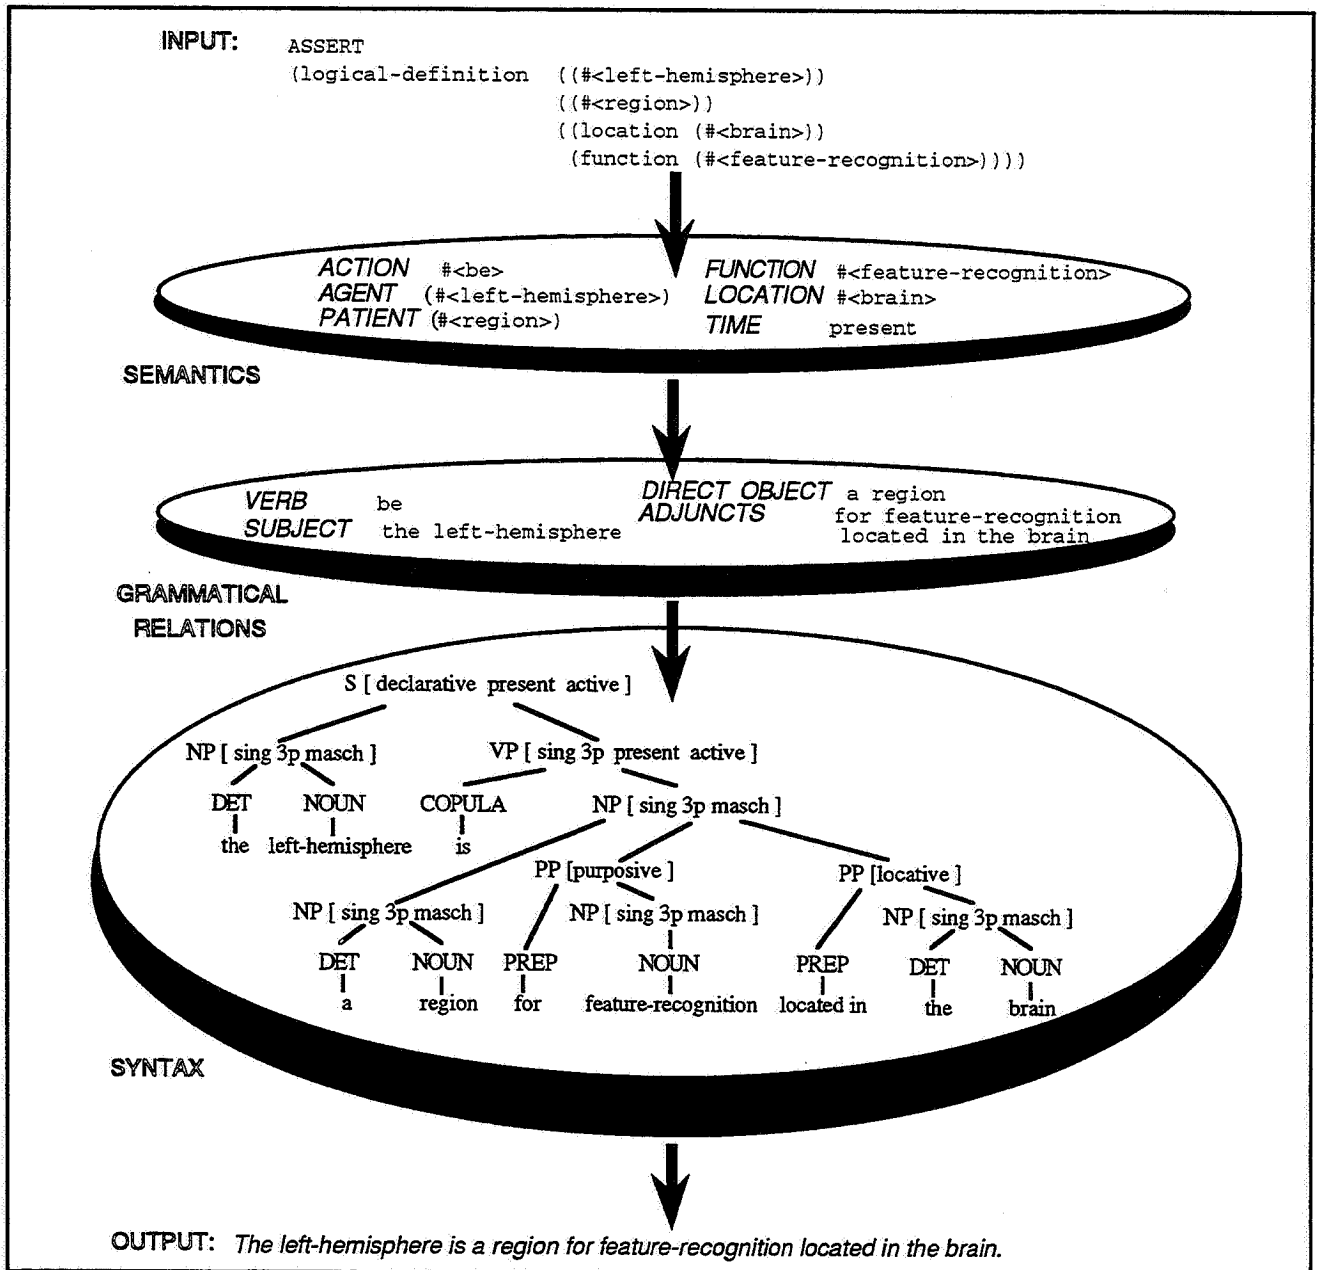 INPUT: ASSERT
(logical-definition ((#<left-hemisphere>))
((#<region>))
((location (#<brain>))
(function (#<feature-recognition>))))
ACTION #<be> FUNCTION #<feature-recognition>
AGENT (#<left-hemisphere>) LOCATION #<brain>
PATIENT (#<region>) TIME present
SEMANTICS
VERB be DIRECT OBJECT a region
SUBJECT the left-hemisphere ADJUNCTS for feature-recognition
located in the brain
GRAMMATICAL
RELATIONS
S [ declarative present active ]
NP [ sing 3p masch ] VP [ sing 3p present active ]
DET NOUN COPULA NP [ sing 3p masch ]
the left-hemisphere is
PP [purposive ] PP [locative ]
NP [ sing 3p masch ] NP [ sing 3p masch ] NP [ sing 3p masch ]
DET NOUN PREP NOUN PREP DET NOUN
a region for feature-recognition located in the brain
SYNTAX
OUTPUT: The left-hemisphere is a region for feature-recognition located in the brain.